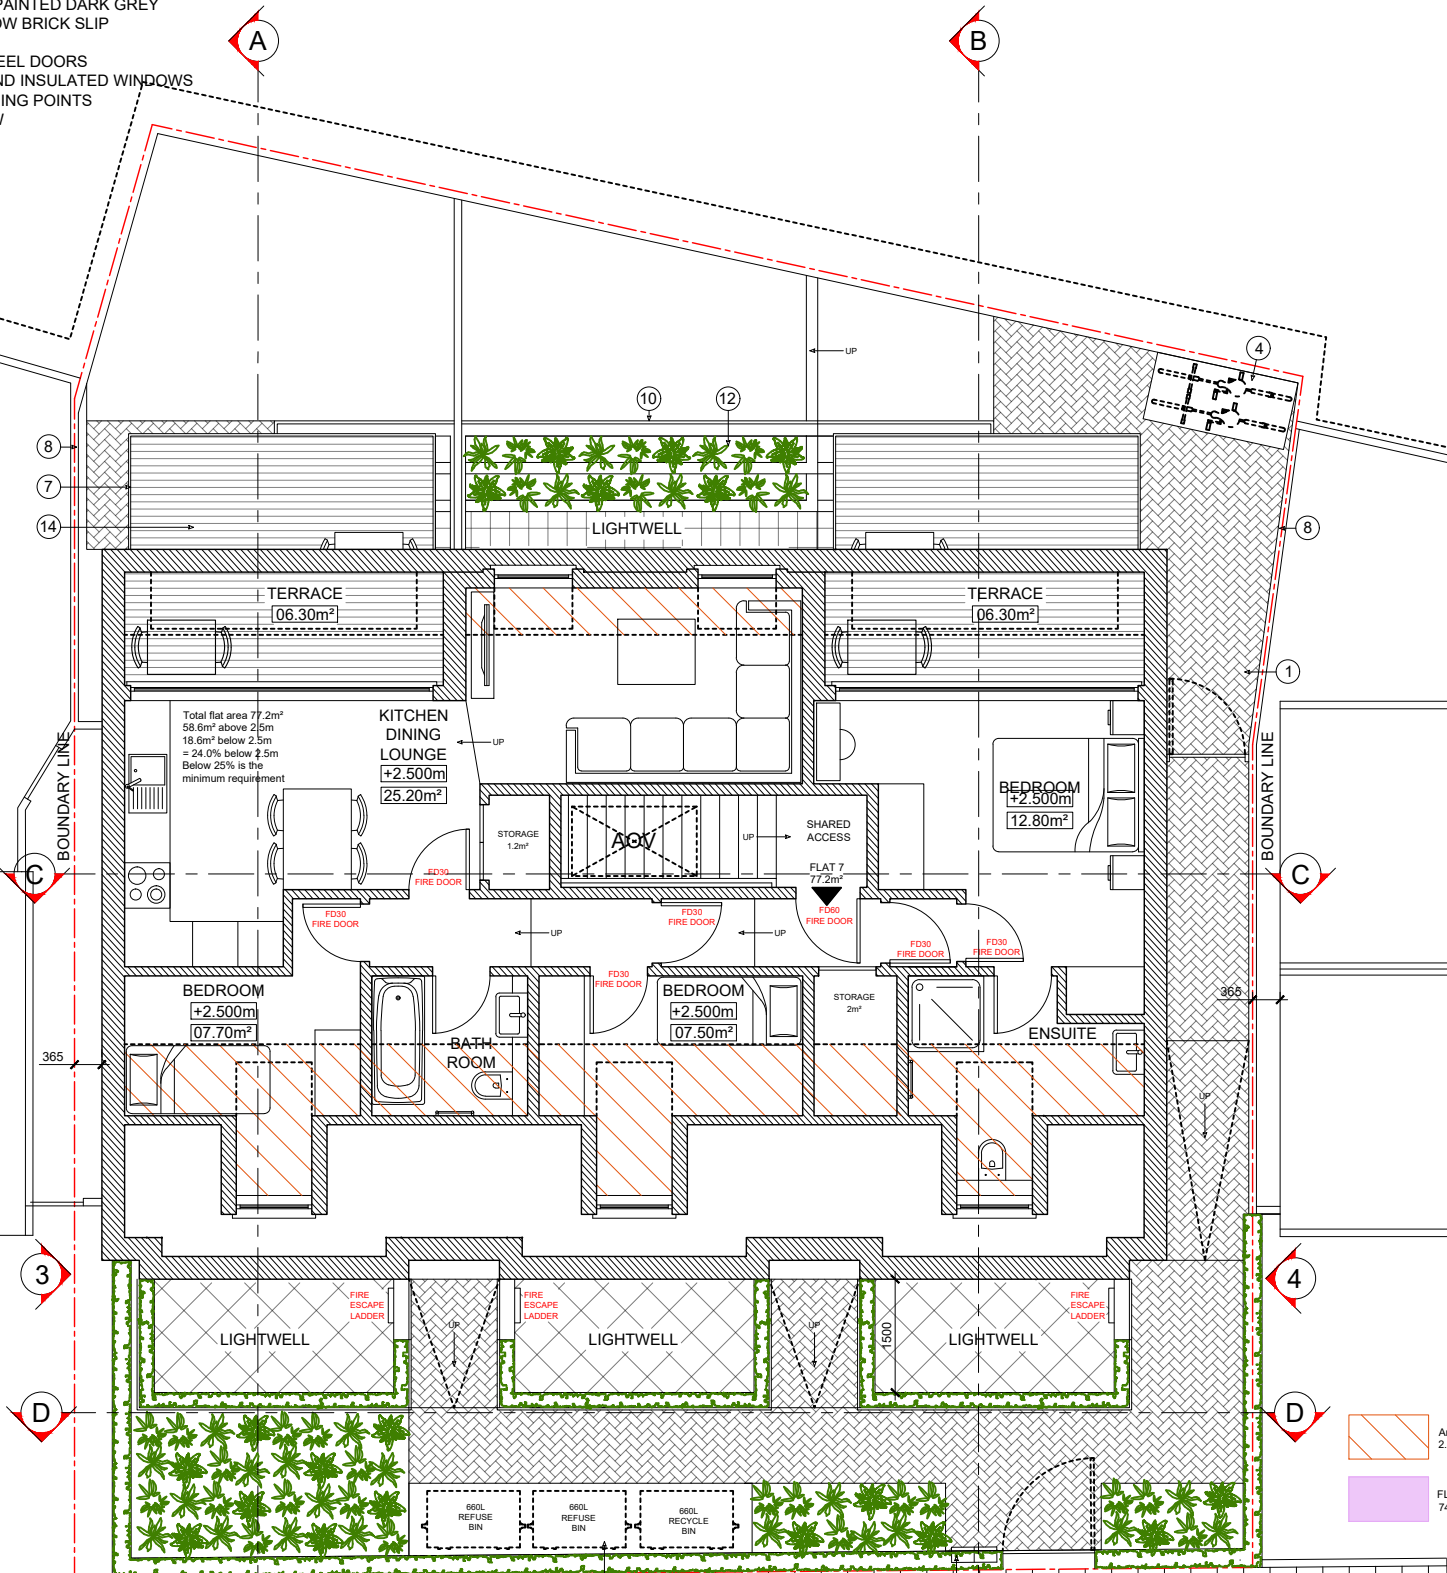 PAINTED DARK GREY
OW BRICK SLIP
EEL DOORS
ND INSULATED WINDOWS
ING POINTS
A
B
UP
4
10
12
8
7
14
LIGHTWELL
8
TERRACE
06.30m²
TERRACE
06.30m²
1
Total flat area 77.2m²
58.6m² above 2.5m
18.6m² below 2.5m
= 24.0% below 2.5m
Below 25% is the
minimum requirement
KITCHEN
DINING
LOUNGE
+2.500m
25.20m²
UP
BOUNDARY LINE
BOUNDARY LINE
BEDROOM
+2.500m
12.80m²
STORAGE
1.2m²
AOV
UP
SHARED
ACCESS
FLAT 7
77.2m²
C
C
FD30
FIRE DOOR
FD30
FIRE DOOR
FD30
FIRE DOOR
FD60
FIRE DOOR
FD30
FIRE DOOR
FD30
FIRE DOOR
UP
UP
FD30
FIRE DOOR
BEDROOM
+2.500m
07.70m²
BEDROOM
+2.500m
07.50m²
STORAGE
2m²
365
365
BATH
ROOM
ENSUITE
UP
3
4
FIRE
ESCAPE
LADDER
FIRE
ESCAPE
LADDER
FIRE
ESCAPE
LADDER
LIGHTWELL
UP
LIGHTWELL
UP
1500
LIGHTWELL
D
D
660L
REFUSE
BIN
660L
REFUSE
BIN
660L
RECYCLE
BIN
2.
FL
74